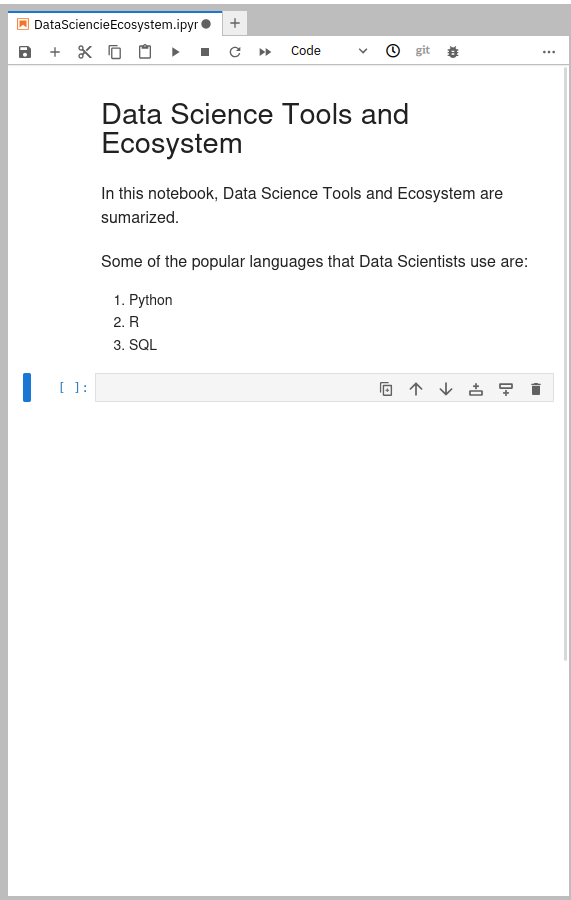 DataSciencieEcosystem.ipyr
Code
git
Data Science Tools and
Ecosystem
In this notebook, Data Science Tools and Ecosystem are
sumarized.
Some of the popular languages that Data Scientists use are:
1. Python
2. R
3. SQL
[ ]: